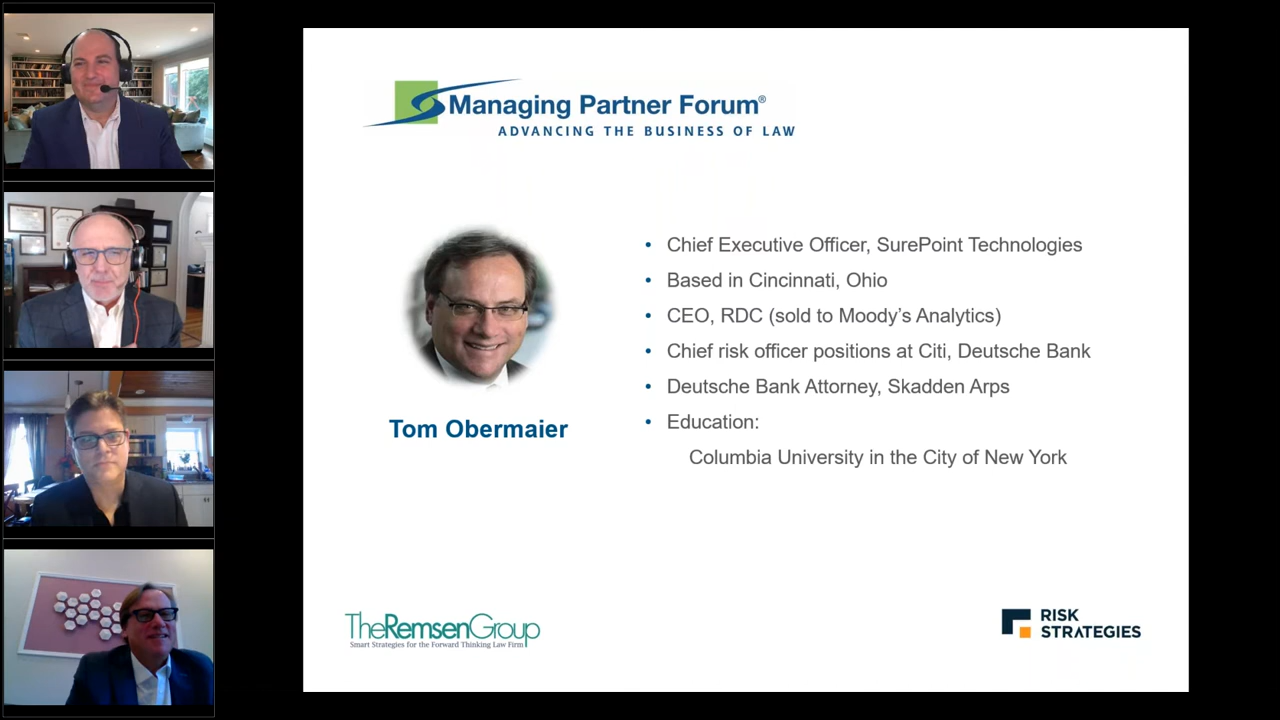 Managing Partner Forum®
ADVANCING THE BUSINESS OF LAW
Tom Obermaier
• Chief Executive Officer, SurePoint Technologies
• Based in Cincinnati, Ohio
• CEO, RDC (sold to Moody's Analytics)
• Chief risk officer positions at Citi, Deutsche Bank
• Deutsche Bank Attorney, Skadden Arps
• Education:
Columbia University in the City of New York
TheRemsenGroup
Smart Strategies for the Forward Thinking Law Firm
RISK
STRATEGIES